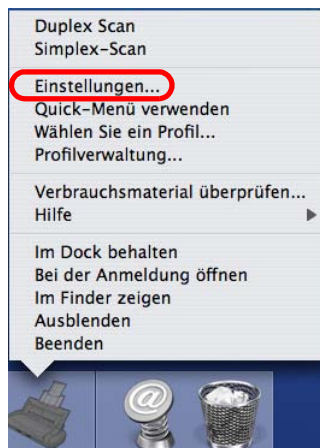 Duplex Scan
Simplex-Scan
Einstellungen...
Quick-Menü verwenden
Wählen Sie ein Profil...
Profilverwaltung...
Verbrauchsmaterial überprüfen...
Hilfe
Im Dock behalten
Bei der Anmeldung öffnen
Im Finder zeigen
Ausblenden
Beenden
@